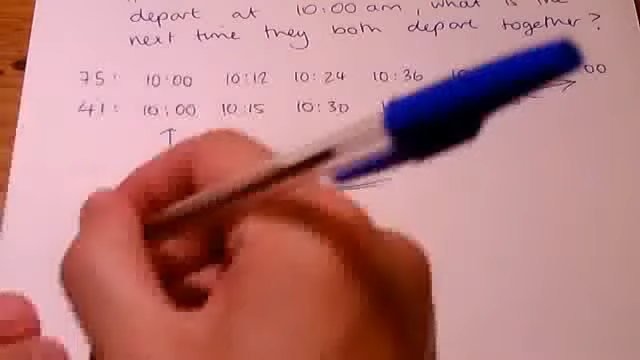 depart at 10:00 am, what is the
next time they both depart together?
75: 10:00 10:12 10:24 10:36
41: 10:00 10:15 10:30